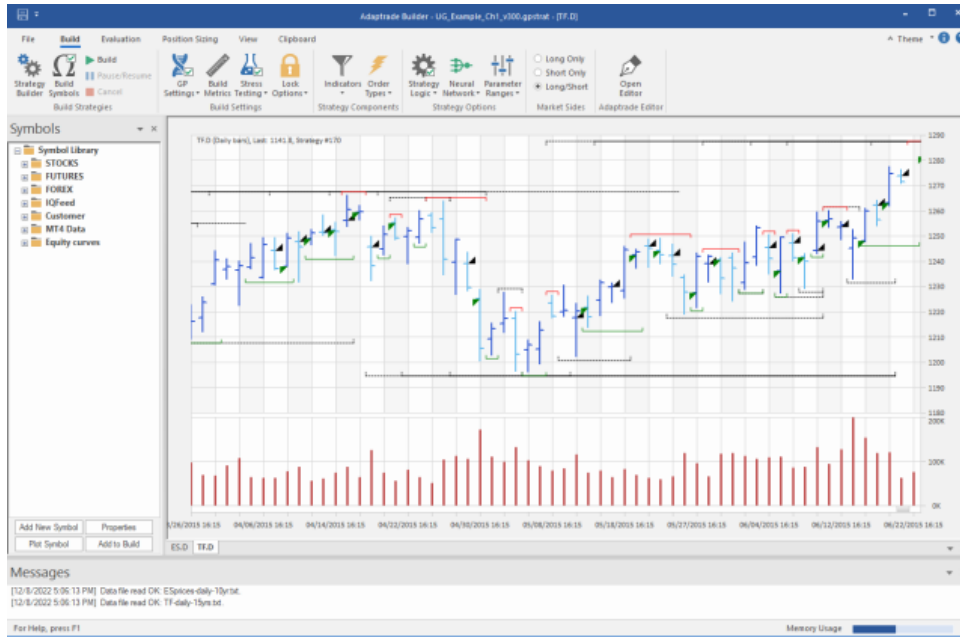 Adaptrade Builder - UG_Example_Ch1_v300.gpstrat - [TF.D]
File Build Evaluation Position Sizing View Clipboard
Theme
Strategy Builder
Build Symbols
Build
Pause/Resume
Cancel
Build Strategies
GP Settings
Build Metrics
Stress Testing
Lock Options
Build Settings
Indicators
Order Types
Strategy Components
Strategy Logic
Neural Network
Parameter Ranges
Strategy Options
Long Only
Short Only
Long/Short
Market Sides
Open Editor
Adaptrade Editor
Symbols
Symbol Library
STOCKS
FUTURES
FOREX
IQFeed
Customer
MT4 Data
Equity curves
Add New Symbol Properties
Plot Symbol Add to Build
TF.D (Daily bars), Last: 1141.8, Strategy #170
1290
1280
1270
1260
1250
1240
1230
1220
1210
1200
1190
1180
200K
100K
0K
/26/2015 16:15 04/06/2015 16:15 04/14/2015 16:15 04/22/2015 16:15 04/30/2015 16:15 05/08/2015 16:15 05/18/2015 16:15 05/27/2015 16:15 06/04/2015 16:15 06/12/2015 16:15 06/22/2015 16:15
ES.D TF.D
Messages
[12/8/2022 5:06:13 PM] Data file read OK: ESprices-daily-10yr.txt.
[12/8/2022 5:06:13 PM] Data file read OK: TF-daily-15yrs.txt.
For Help, press F1
Memory Usage